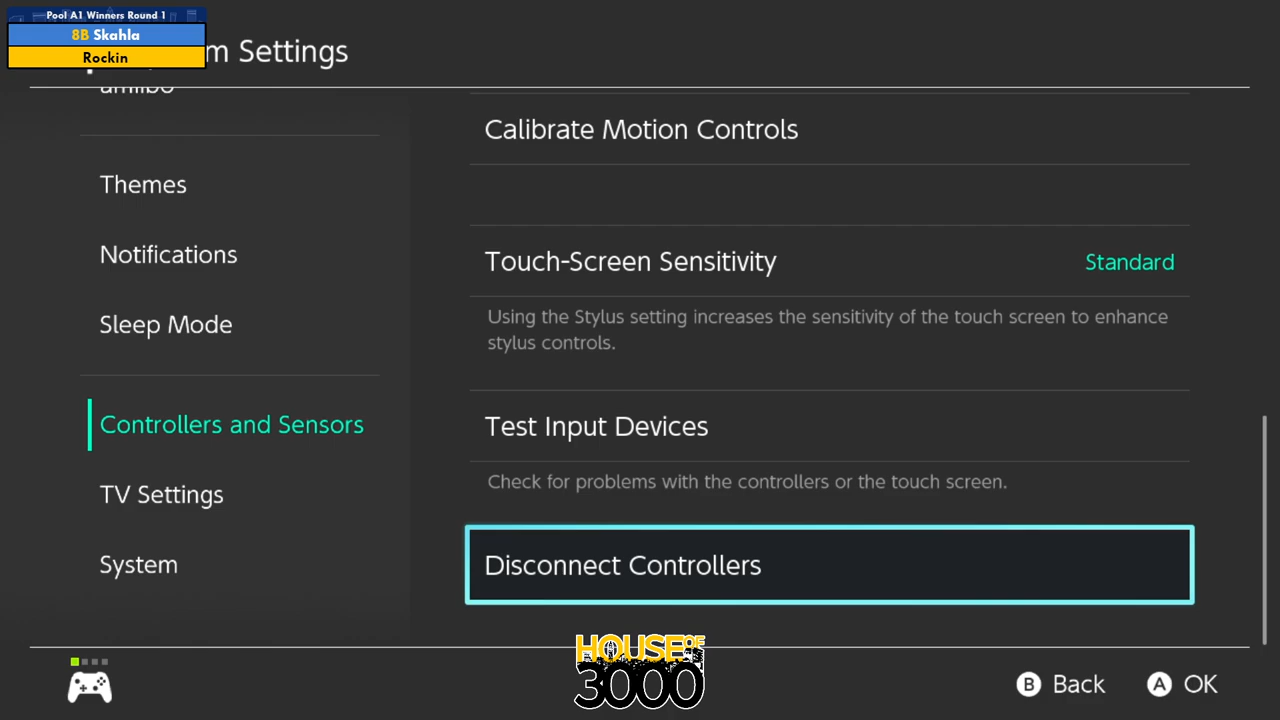 Pool A1 Winners Round 1
8B Skahla
Rockin
m Settings
amiibo
Themes
Notifications
Sleep Mode
Controllers and Sensors
TV Settings
System
Calibrate Motion Controls
Touch-Screen Sensitivity Standard
Using the Stylus setting increases the sensitivity of the touch screen to enhance
stylus controls.
Test Input Devices
Check for problems with the controllers or the touch screen.
Disconnect Controllers
HOUSE OF
3000
B Back A OK